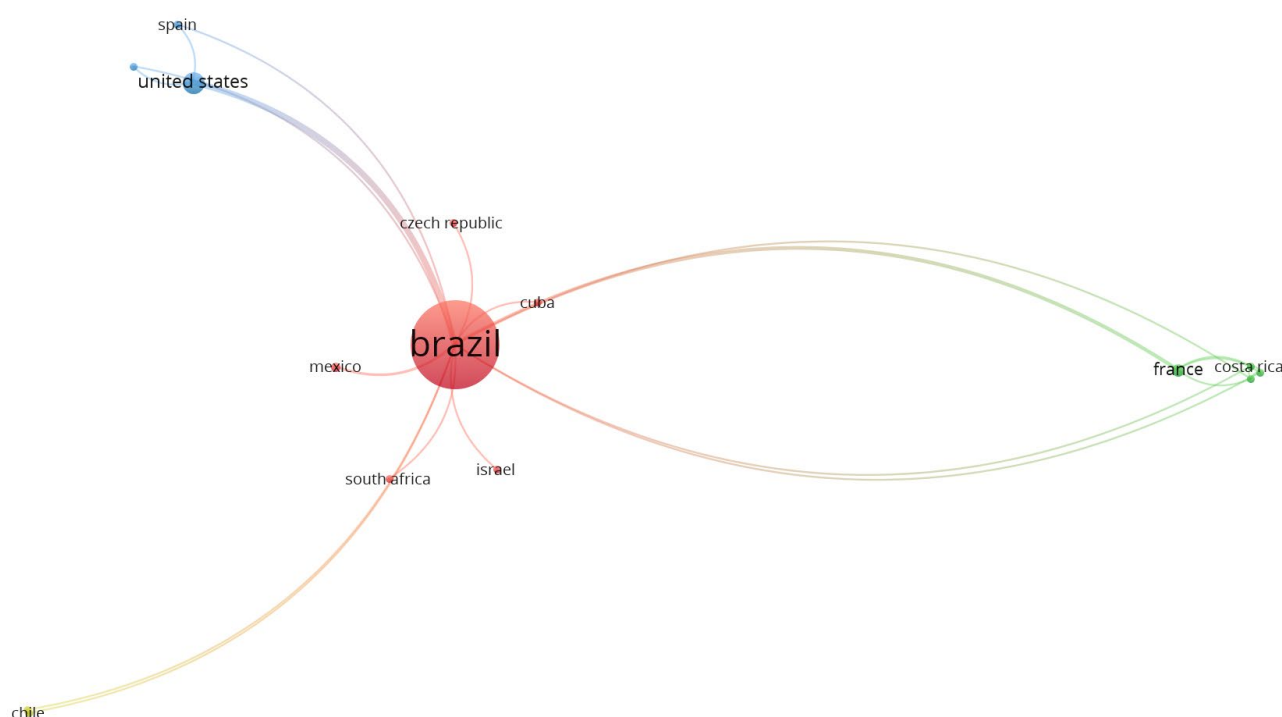 spain
united states
czech republic
cuba
brazil
mexico
france
costa rica
israel
south africa
chile